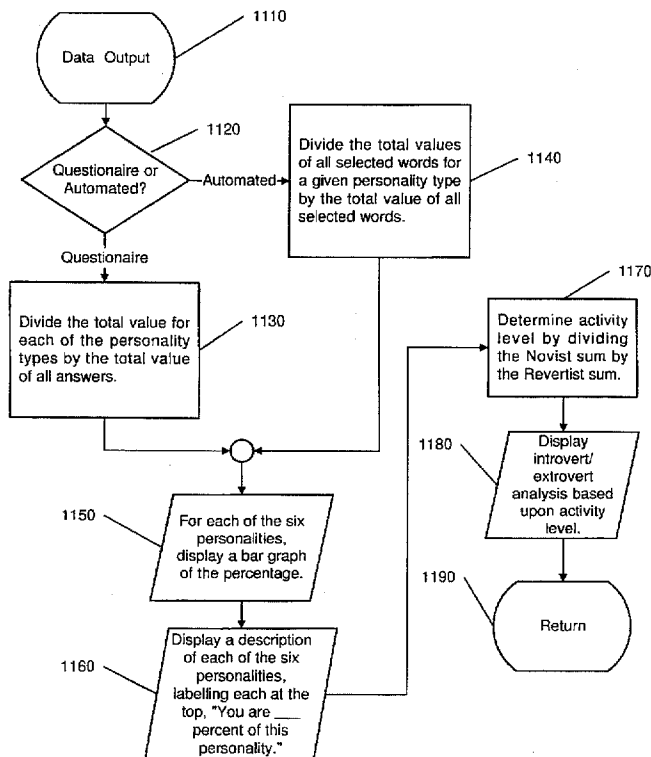 1110
Data Output
1120
Questionaire or
Automated?
Automated
Divide the total values
of all selected words for
a given personality type
by the total value of all
selected words.
1140
Questionaire
Divide the total value for
each of the personality
types by the total value
of all answers.
1130
1170
Determine activity
level by dividing
the Novist sum by
the Revertist sum.
1180
Display
introvert/
extrovert
analysis based
upon activity
level.
1150
For each of the six
personalities,
display a bar graph
of the percentage.
1190
Return
1160
Display a description
of each of the six
personalities,
labelling each at the
top, "You are ___
percent of this
personality."